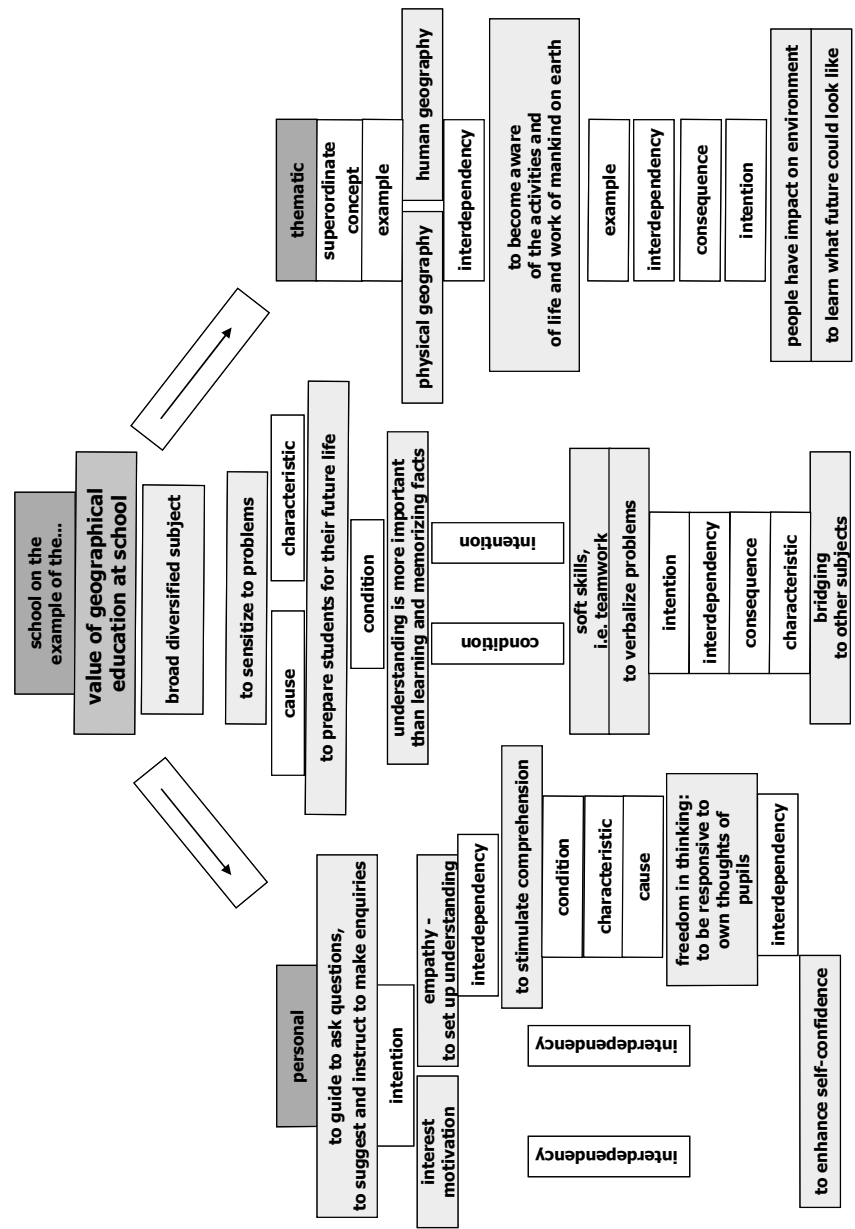 school on the
example of the...
value of geographical
education at school
broad diversified subject
personal
to guide to ask questions,
to suggest and instruct to make enquiries
intention
interest
motivation
empathy -
to set up understanding
interdependency
to stimulate comprehension
condition
characteristic
cause
interdependency
interdependency
freedom in thinking:
to be responsive to
own thoughts of
pupils
interdependency
to enhance self-confidence
to sensitize to problems
cause
characteristic
to prepare students for their future life
condition
understanding is more important
than learning and memorizing facts
condition
intention
soft skills,
i.e. teamwork
to verbalize problems
intention
interdependency
consequence
characteristic
bridging
to other subjects
thematic
superordinate
concept
example
physical geography
human geography
interdependency
to become aware
of the activities and
of life and work of mankind on earth
example
interdependency
consequence
intention
people have impact on environment
to learn what future could look like